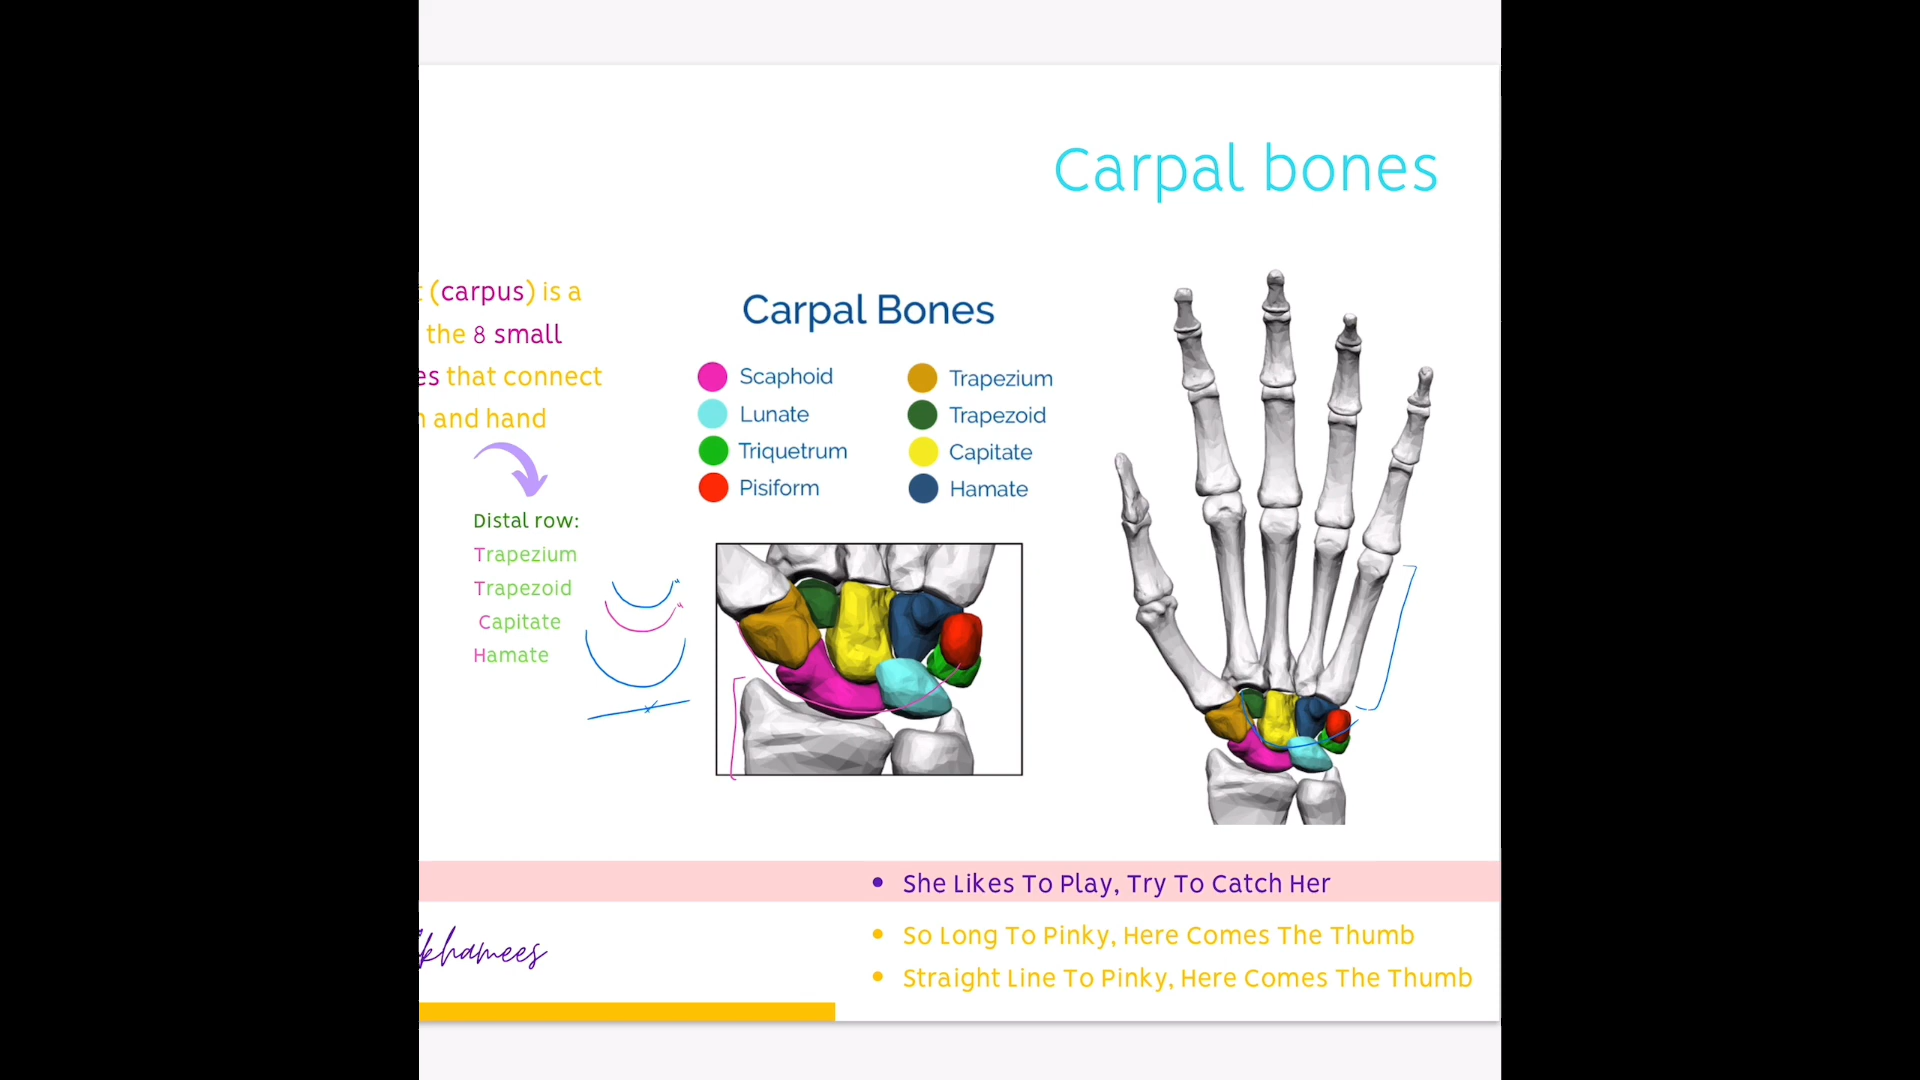 Carpal bones
(carpus) is a
the 8 small
es that connect
and hand
Distal row:
Trapezium
Trapezoid
Capitate
Hamate
Carpal Bones
Scaphoid
Lunate
Triquetrum
Pisiform
Trapezium
Trapezoid
Capitate
Hamate
She Likes To Play, Try To Catch Her
So Long To Pinky, Here Comes The Thumb
Straight Line To Pinky, Here Comes The Thumb
khamees